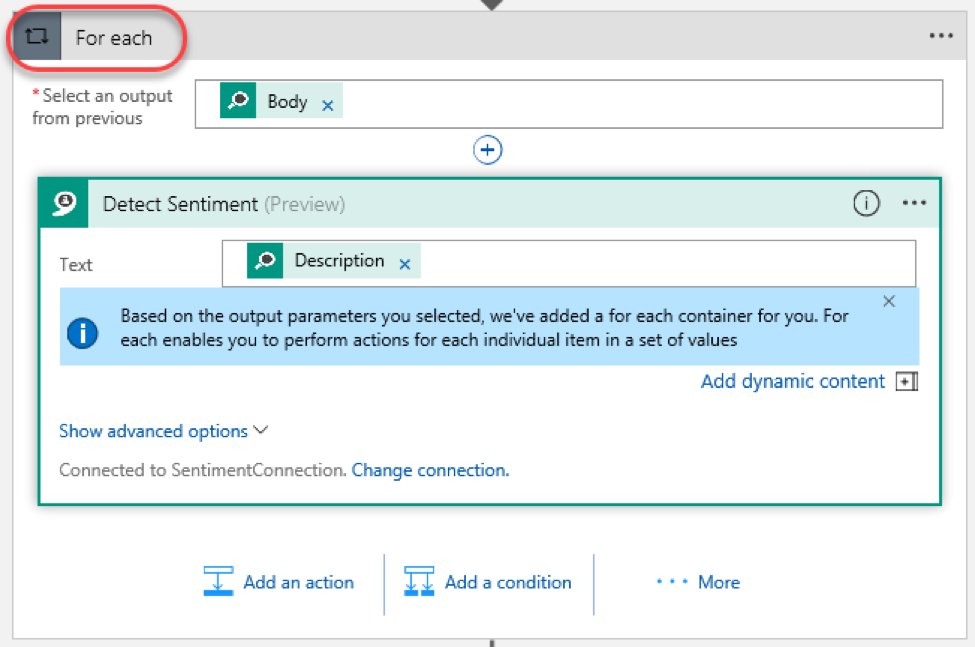 For each
*Select an output
from previous
Body ×
Detect Sentiment (Preview)
Text
Description ×
Based on the output parameters you selected, we've added a for each container for you. For
each enables you to perform actions for each individual item in a set of values
Add dynamic content
Show advanced options
Connected to SentimentConnection. Change connection.
Add an action
Add a condition
More